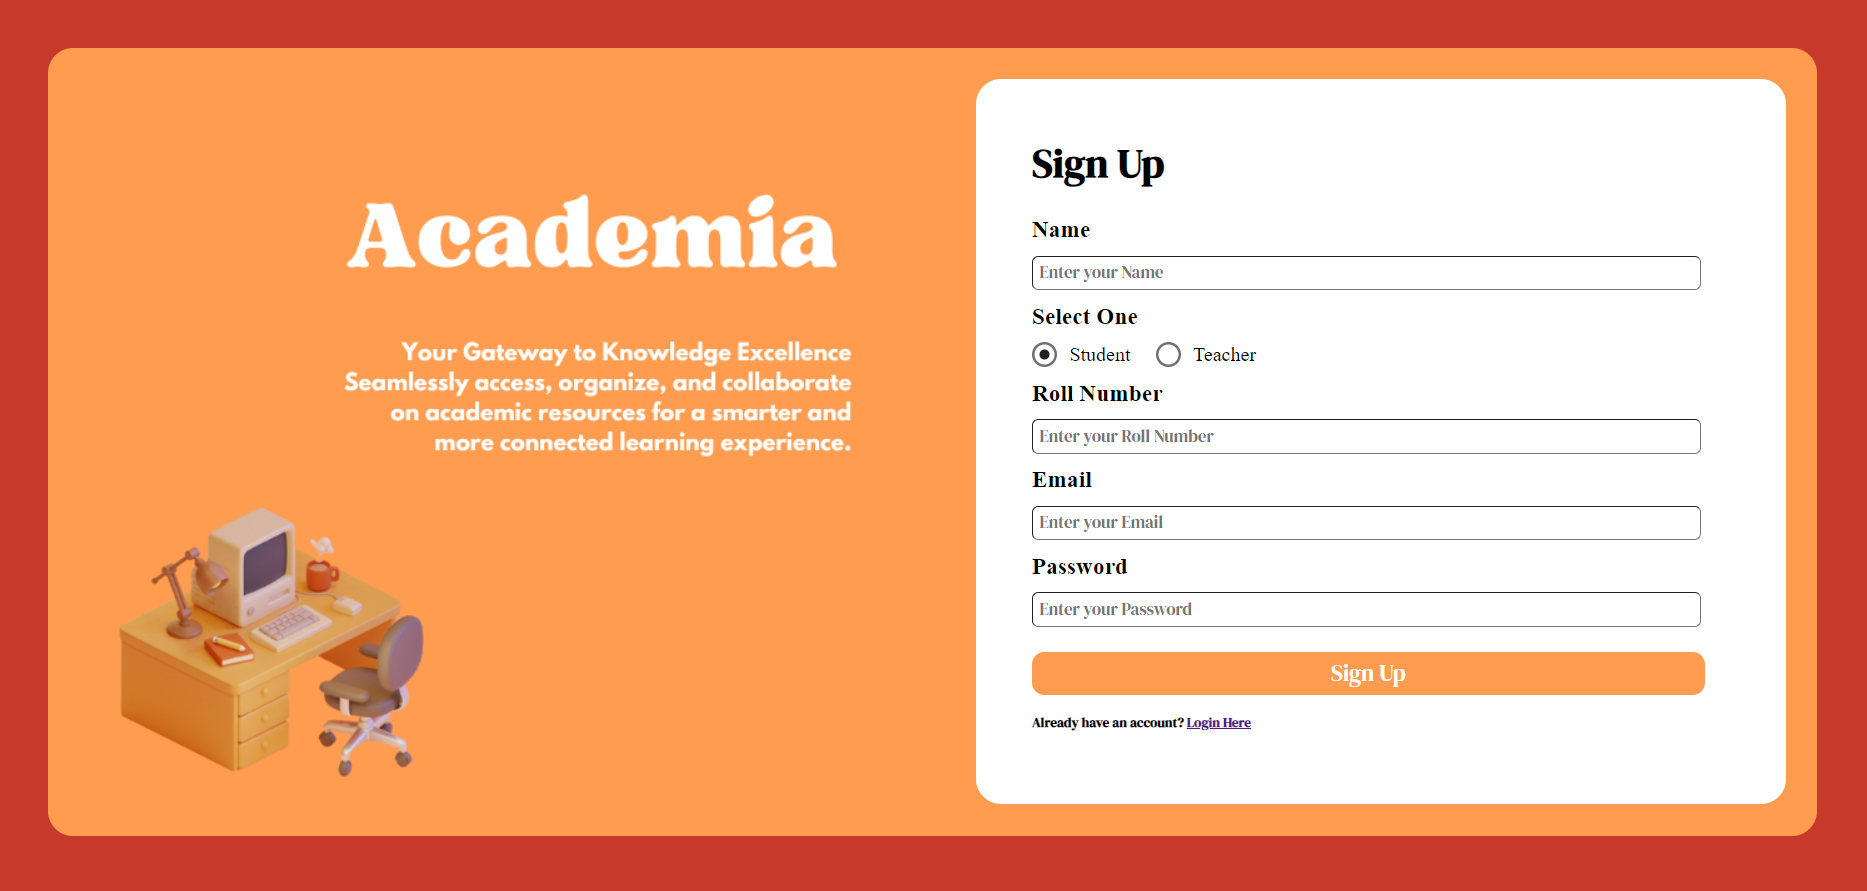 Academia
Your Gateway to Knowledge Excellence
Seamlessly access, organize, and collaborate
on academic resources for a smarter and
more connected learning experience.
Sign Up
Name
Enter your Name
Select One
Student Teacher
Roll Number
Enter your Roll Number
Email
Enter your Email
Password
Enter your Password
Sign Up
Already have an account? Login Here